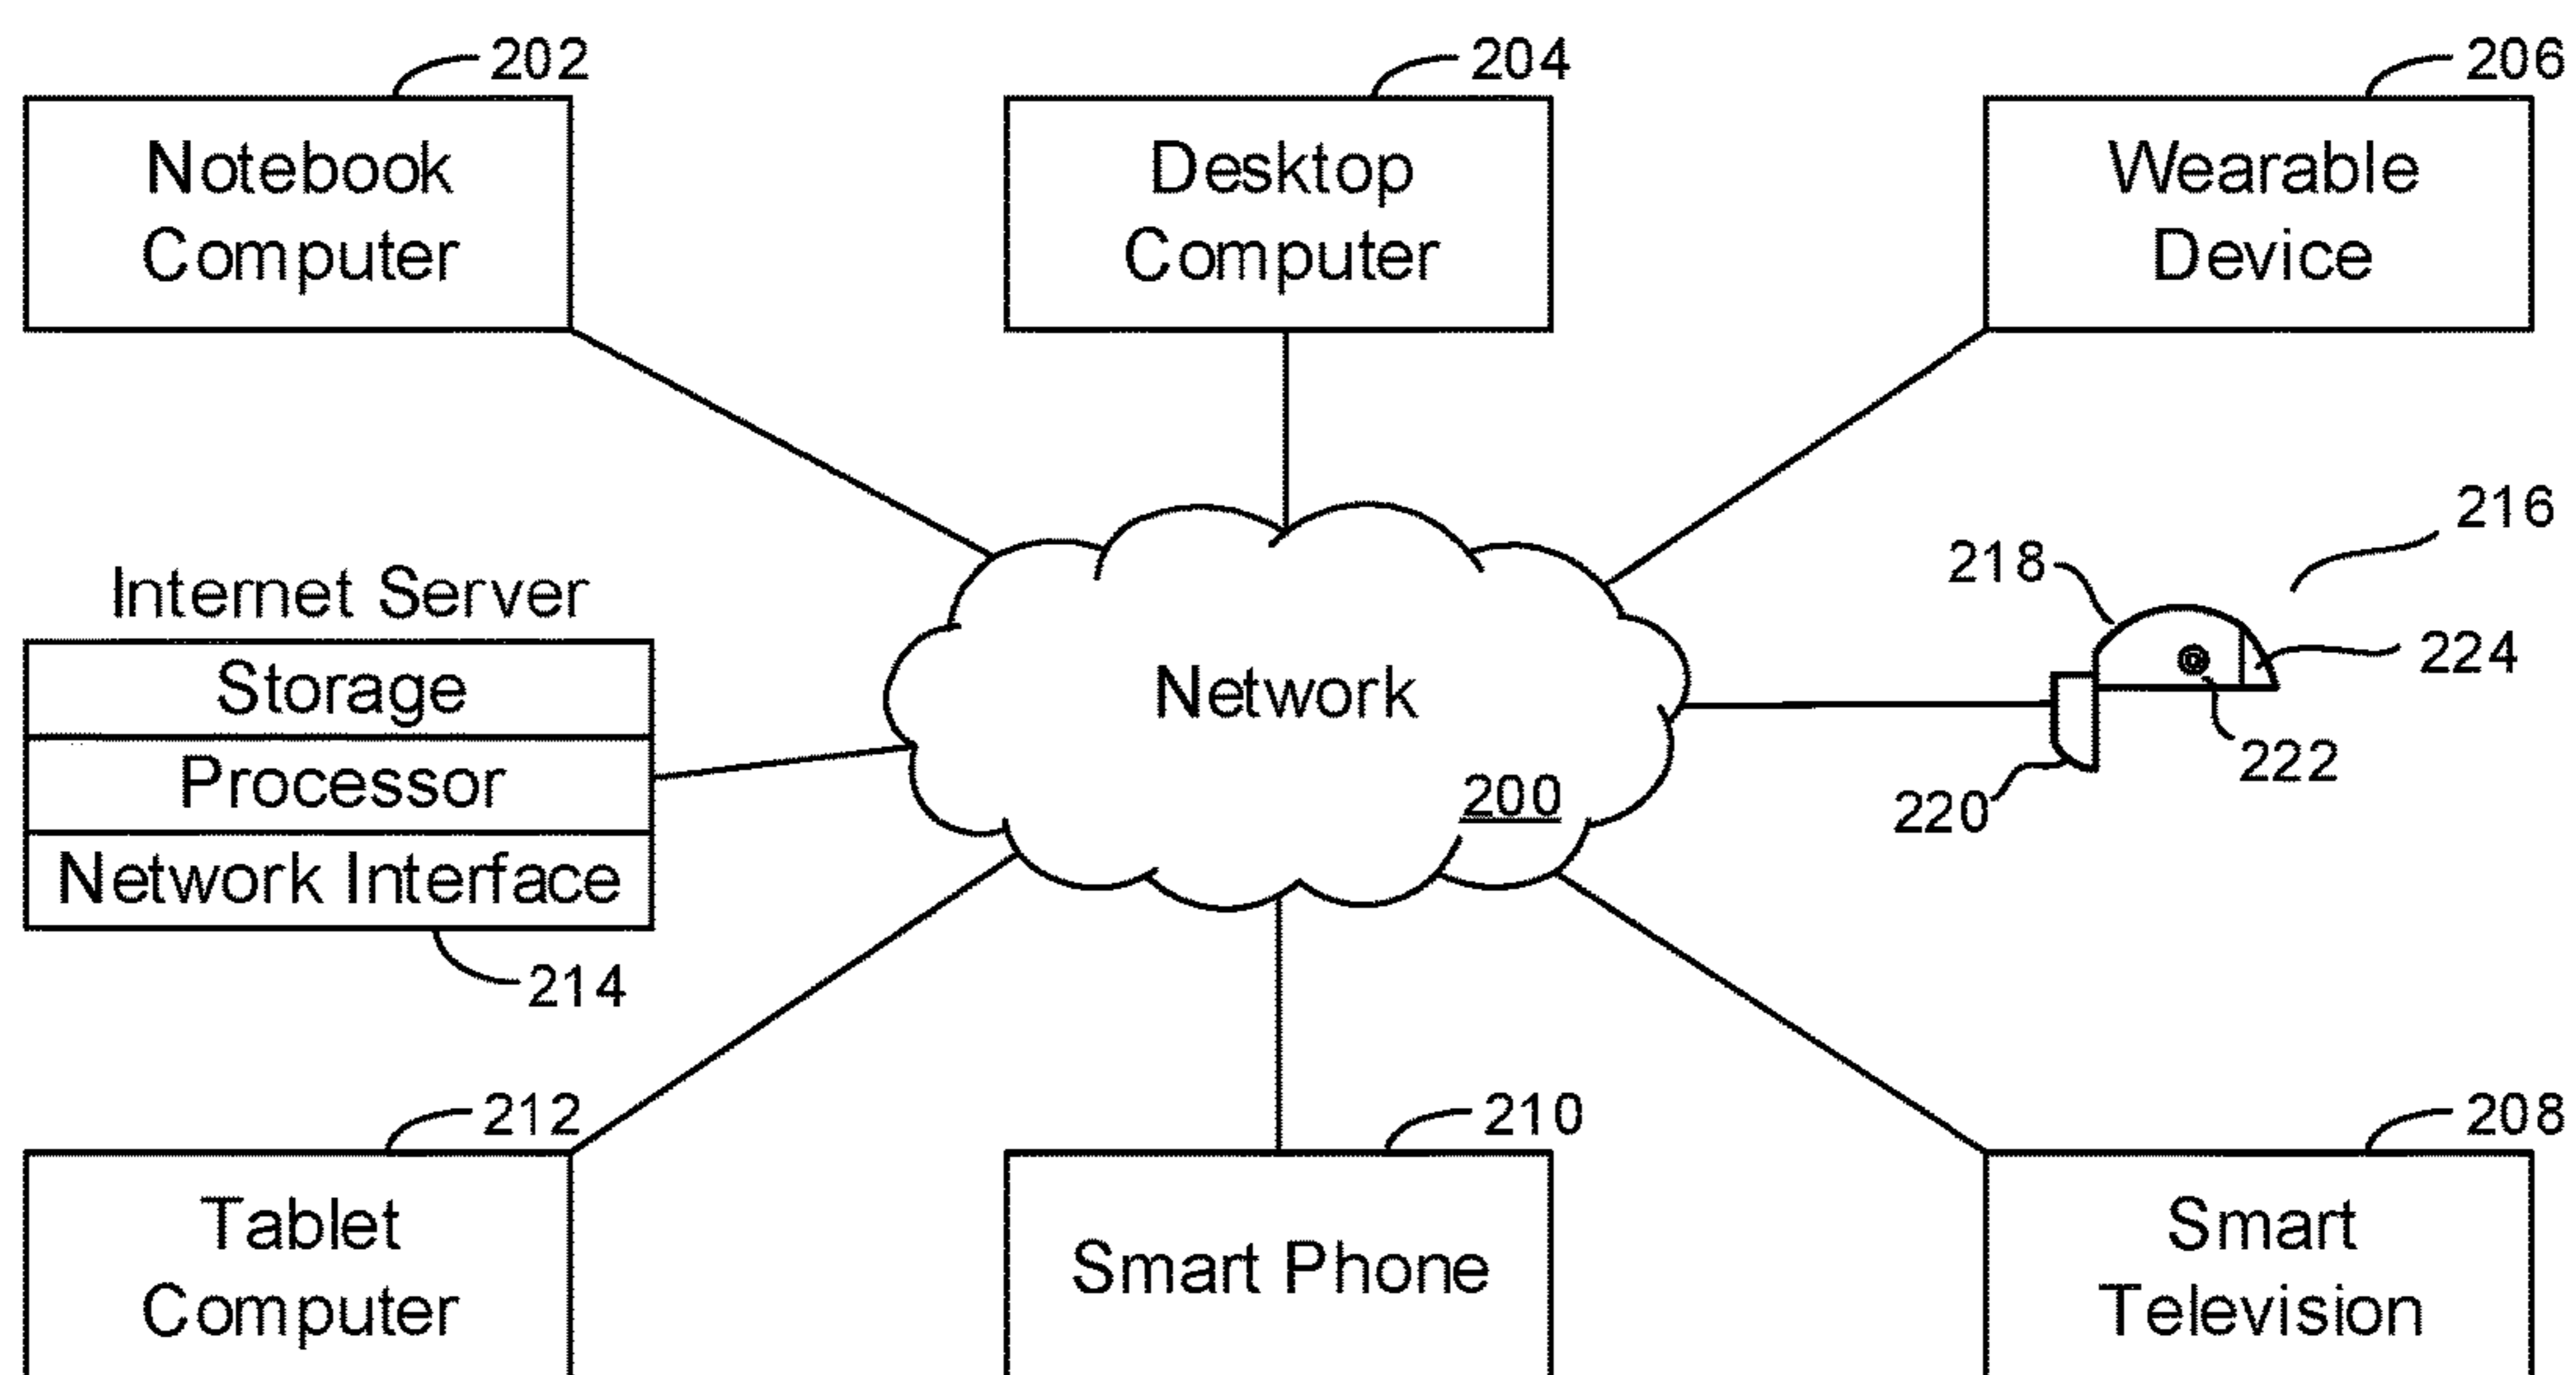 202
204
206
Notebook
Computer
Desktop
Computer
Wearable
Device
216
218
Internet Server
Storage
Processor
Network Interface
214
Network
200
224
222
220
212
210
208
Tablet
Computer
Smart Phone
Smart
Television